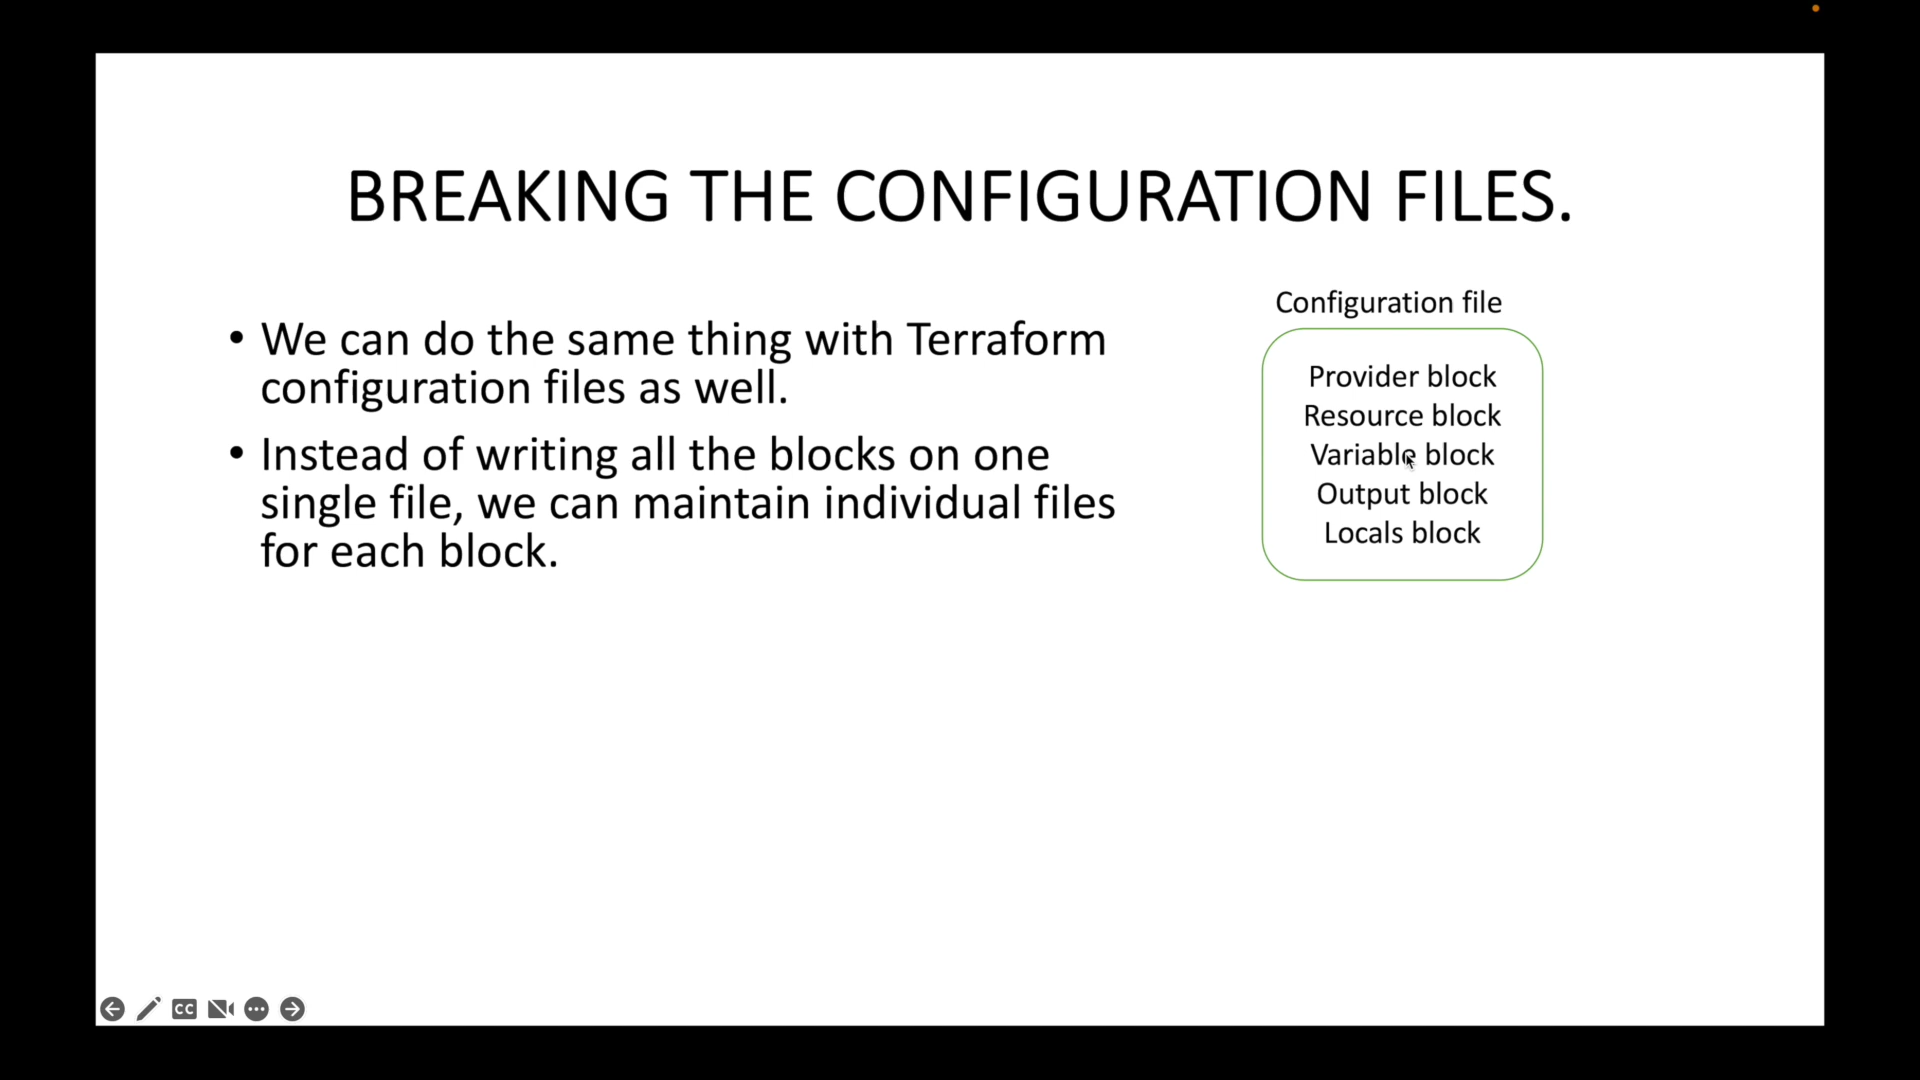 BREAKING THE CONFIGURATION FILES.
• We can do the same thing with Terraform
configuration files as well.
• Instead of writing all the blocks on one
single file, we can maintain individual files
for each block.
Configuration file
Provider block
Resource block
Variable block
Output block
Locals block
CC